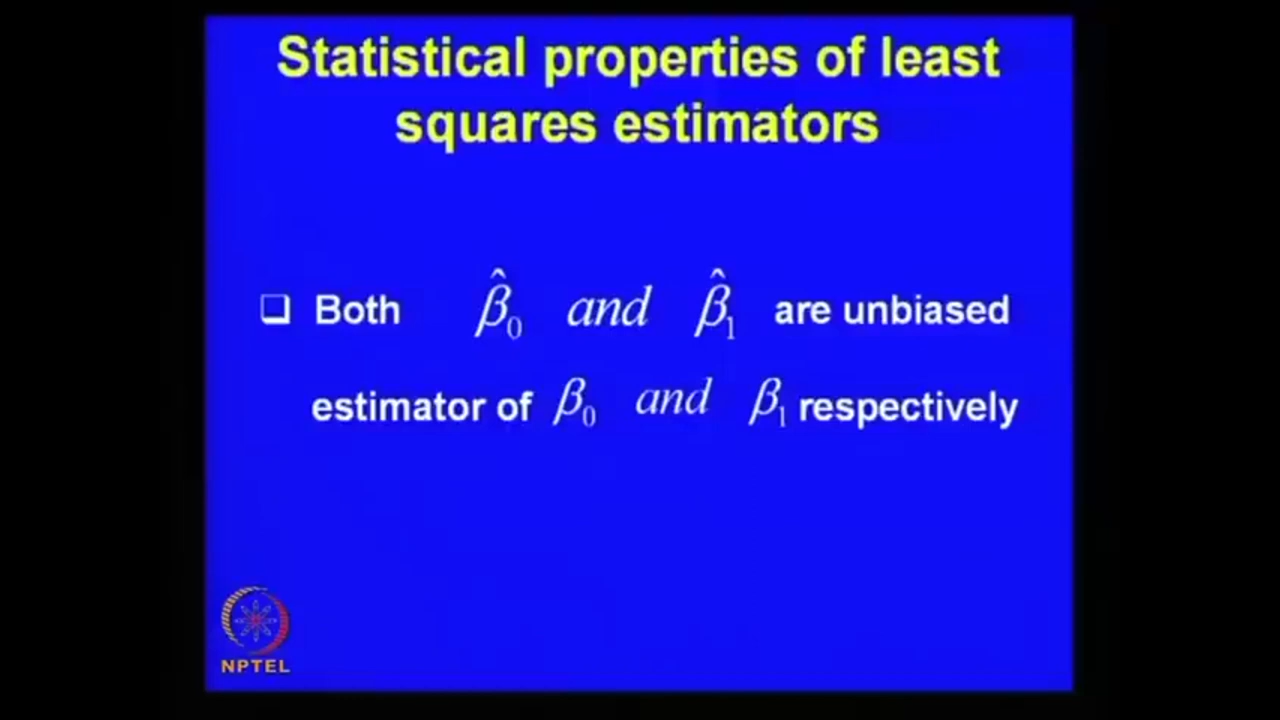 Statistical properties of least
squares estimators
❑ Both β̂₀ and β̂₁ are unbiased
estimator of β₀ and β₁ respectively
NPTEL